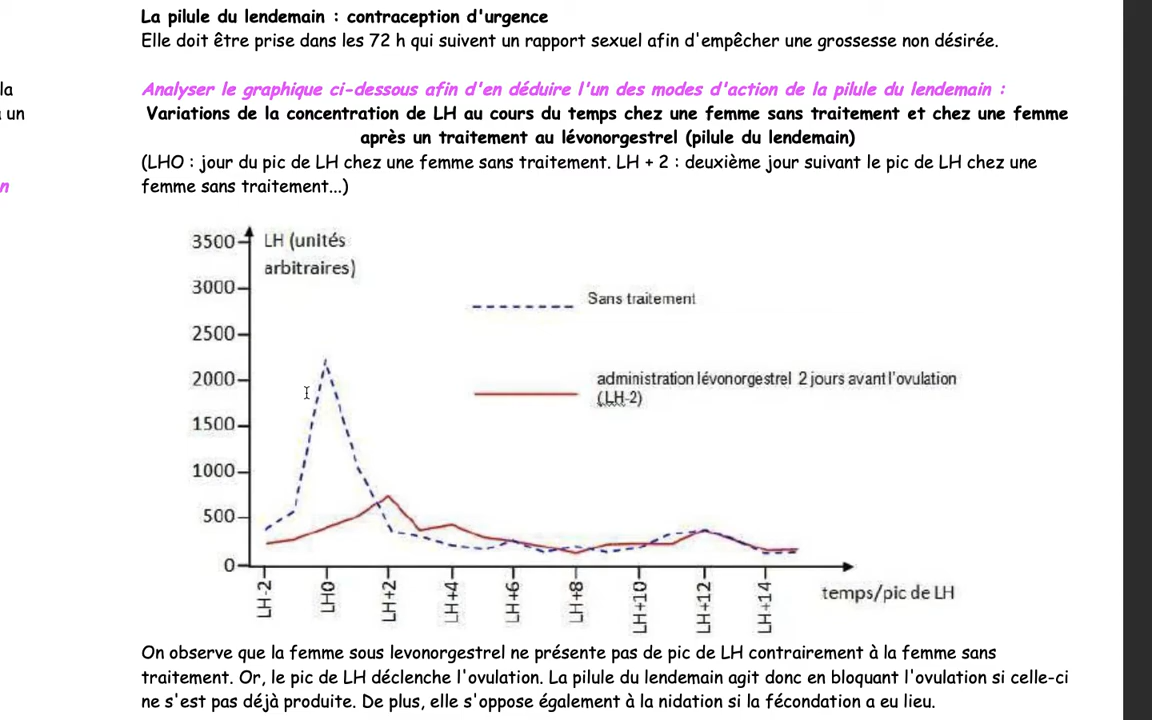 La pilule du lendemain : contraception d'urgence
Elle doit être prise dans les 72 h qui suivent un rapport sexuel afin d'empêcher une grossesse non désirée.
la
Analyser le graphique ci-dessous afin d'en déduire l'un des modes d'action de la pilule du lendemain :
un
Variations de la concentration de LH au cours du temps chez une femme sans traitement et chez une femme
après un traitement au lévonorgestrel (pilule du lendemain)
(LHO : jour du pic de LH chez une femme sans traitement. LH + 2 : deuxième jour suivant le pic de LH chez une
n
femme sans traitement...)
3500
LH (unités
arbitraires)
3000
Sans traitement
2500
2000
administration lévonorgestrel 2 jours avant l'ovulation
(LH-2)
1500
1000
500
0
LH-2
LH0
LH+2
LH+4
LH+6
LH+8
LH+10
LH+12
LH+14
temps/pic de LH
On observe que la femme sous levonorgestrel ne présente pas de pic de LH contrairement à la femme sans
traitement. Or, le pic de LH déclenche l'ovulation. La pilule du lendemain agit donc en bloquant l'ovulation si celle-ci
ne s'est pas déjà produite. De plus, elle s'oppose également à la nidation si la fécondation a eu lieu.